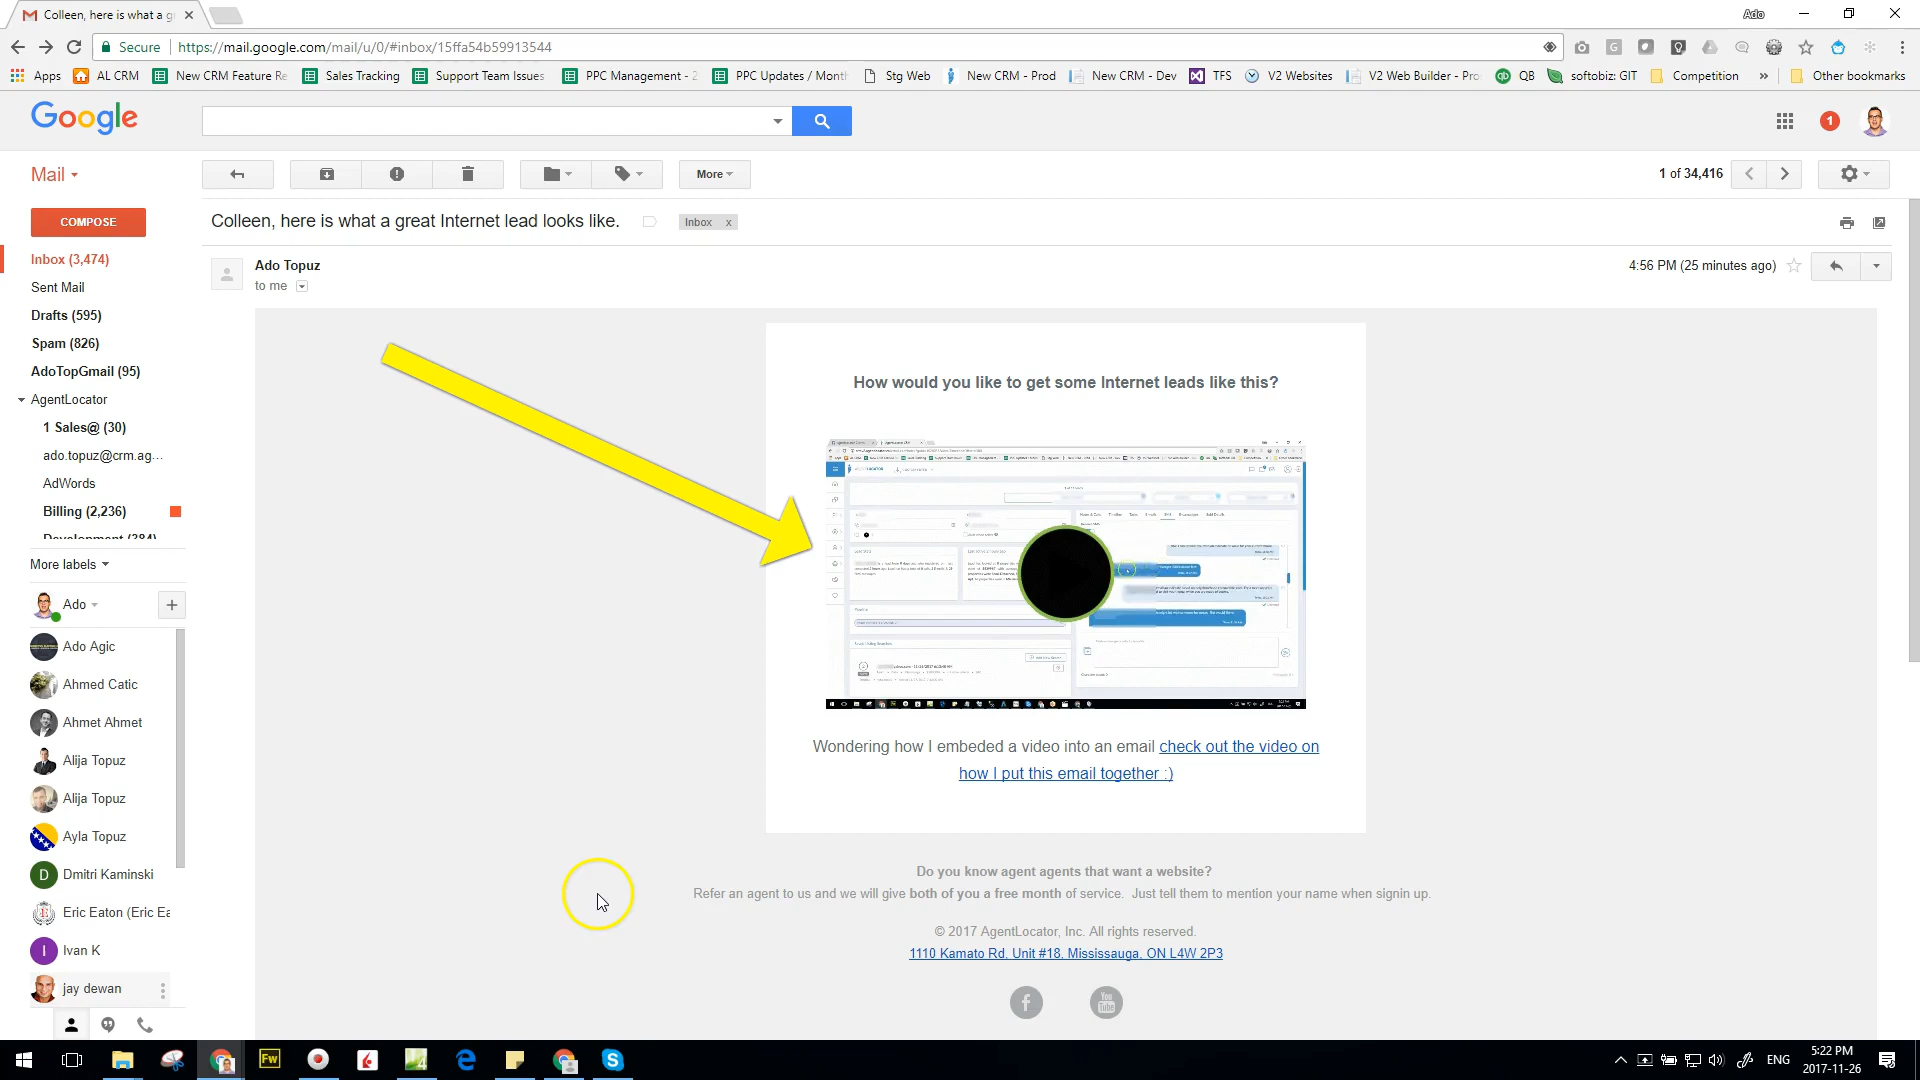 Colleen, here is what a g
Ado
Secure https://mail.google.com/mail/u/0/#inbox/15ffa54b59913544
Apps AL CRM New CRM Feature Re Sales Tracking Support Team Issues PPC Management - 2 PPC Updates / Month Stg Web New CRM - Prod New CRM - Dev TFS V2 Websites V2 Web Builder - Pro QB softobiz: GIT Competition » Other bookmarks
Google
1
Mail
More
1 of 34,416
COMPOSE
Colleen, here is what a great Internet lead looks like.
Inbox x
Inbox (3,474)
Sent Mail
Drafts (595)
Spam (826)
AdoTopGmail (95)
AgentLocator
1 Sales@ (30)
ado.topuz@crm.ag...
AdWords
Billing (2,236)
Development (384)
More labels
Ado
Ado Agic
Ahmed Catic
Ahmet Ahmet
Alija Topuz
Alija Topuz
Ayla Topuz
D Dmitri Kaminski
Eric Eaton (Eric Ea
I Ivan K
jay dewan
Ado Topuz
to me
4:56 PM (25 minutes ago)
How would you like to get some Internet leads like this?
Wondering how I embeded a video into an email check out the video on
how I put this email together :)
Do you know agent agents that want a website?
Refer an agent to us and we will give both of you a free month of service. Just tell them to mention your name when signin up.
© 2017 AgentLocator, Inc. All rights reserved.
1110 Kamato Rd, Unit #18, Mississauga, ON L4W 2P3
f
You Tube
Fw
ENG
5:22 PM
2017-11-26